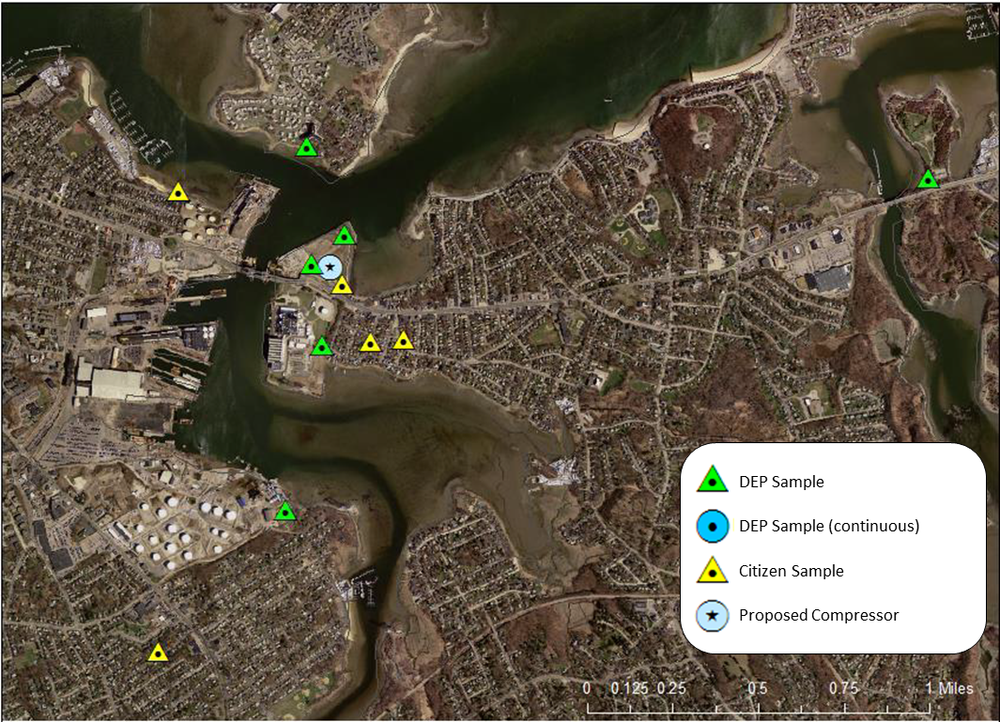 DEP Sample
DEP Sample (continuous)
Citizen Sample
Proposed Compressor
0 0.125 0.25 0.5 0.75 1 Miles